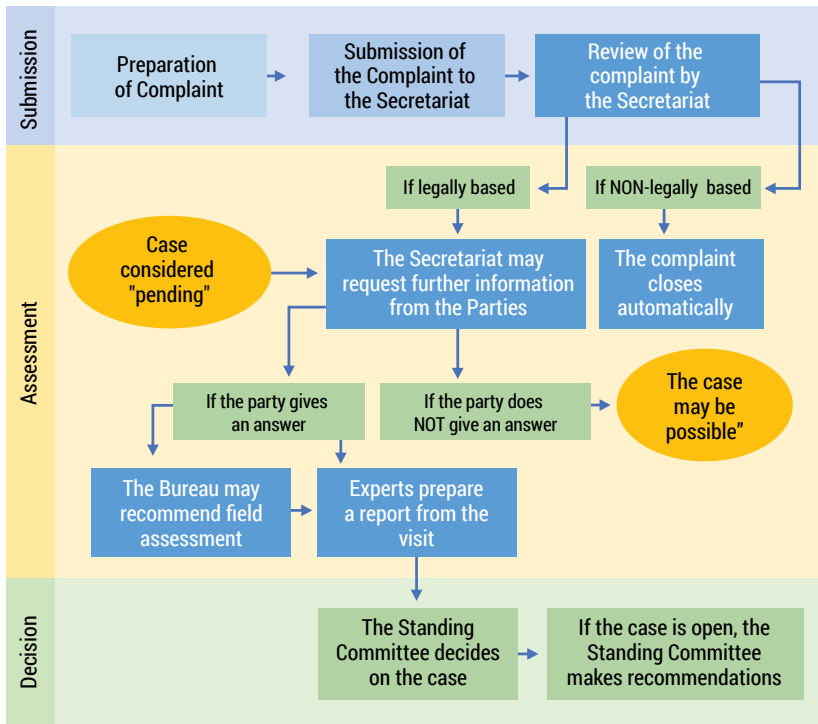 Submission
Preparation
of Complaint
Submission of
the Complaint to
the Secretariat
Review of the
complaint by
the Secretariat
Assessment
If legally based
If NON-legally based
Case
considered
"pending"
The Secretariat may
request further information
from the Parties
The complaint
closes
automatically
If the party gives
an answer
If the party does
NOT give an answer
The case
may be
possible”
The Bureau may
recommend field
assessment
Experts prepare
a report from the
visit
Decision
The Standing
Committee decides
on the case
If the case is open, the
Standing Committee
makes recommendations